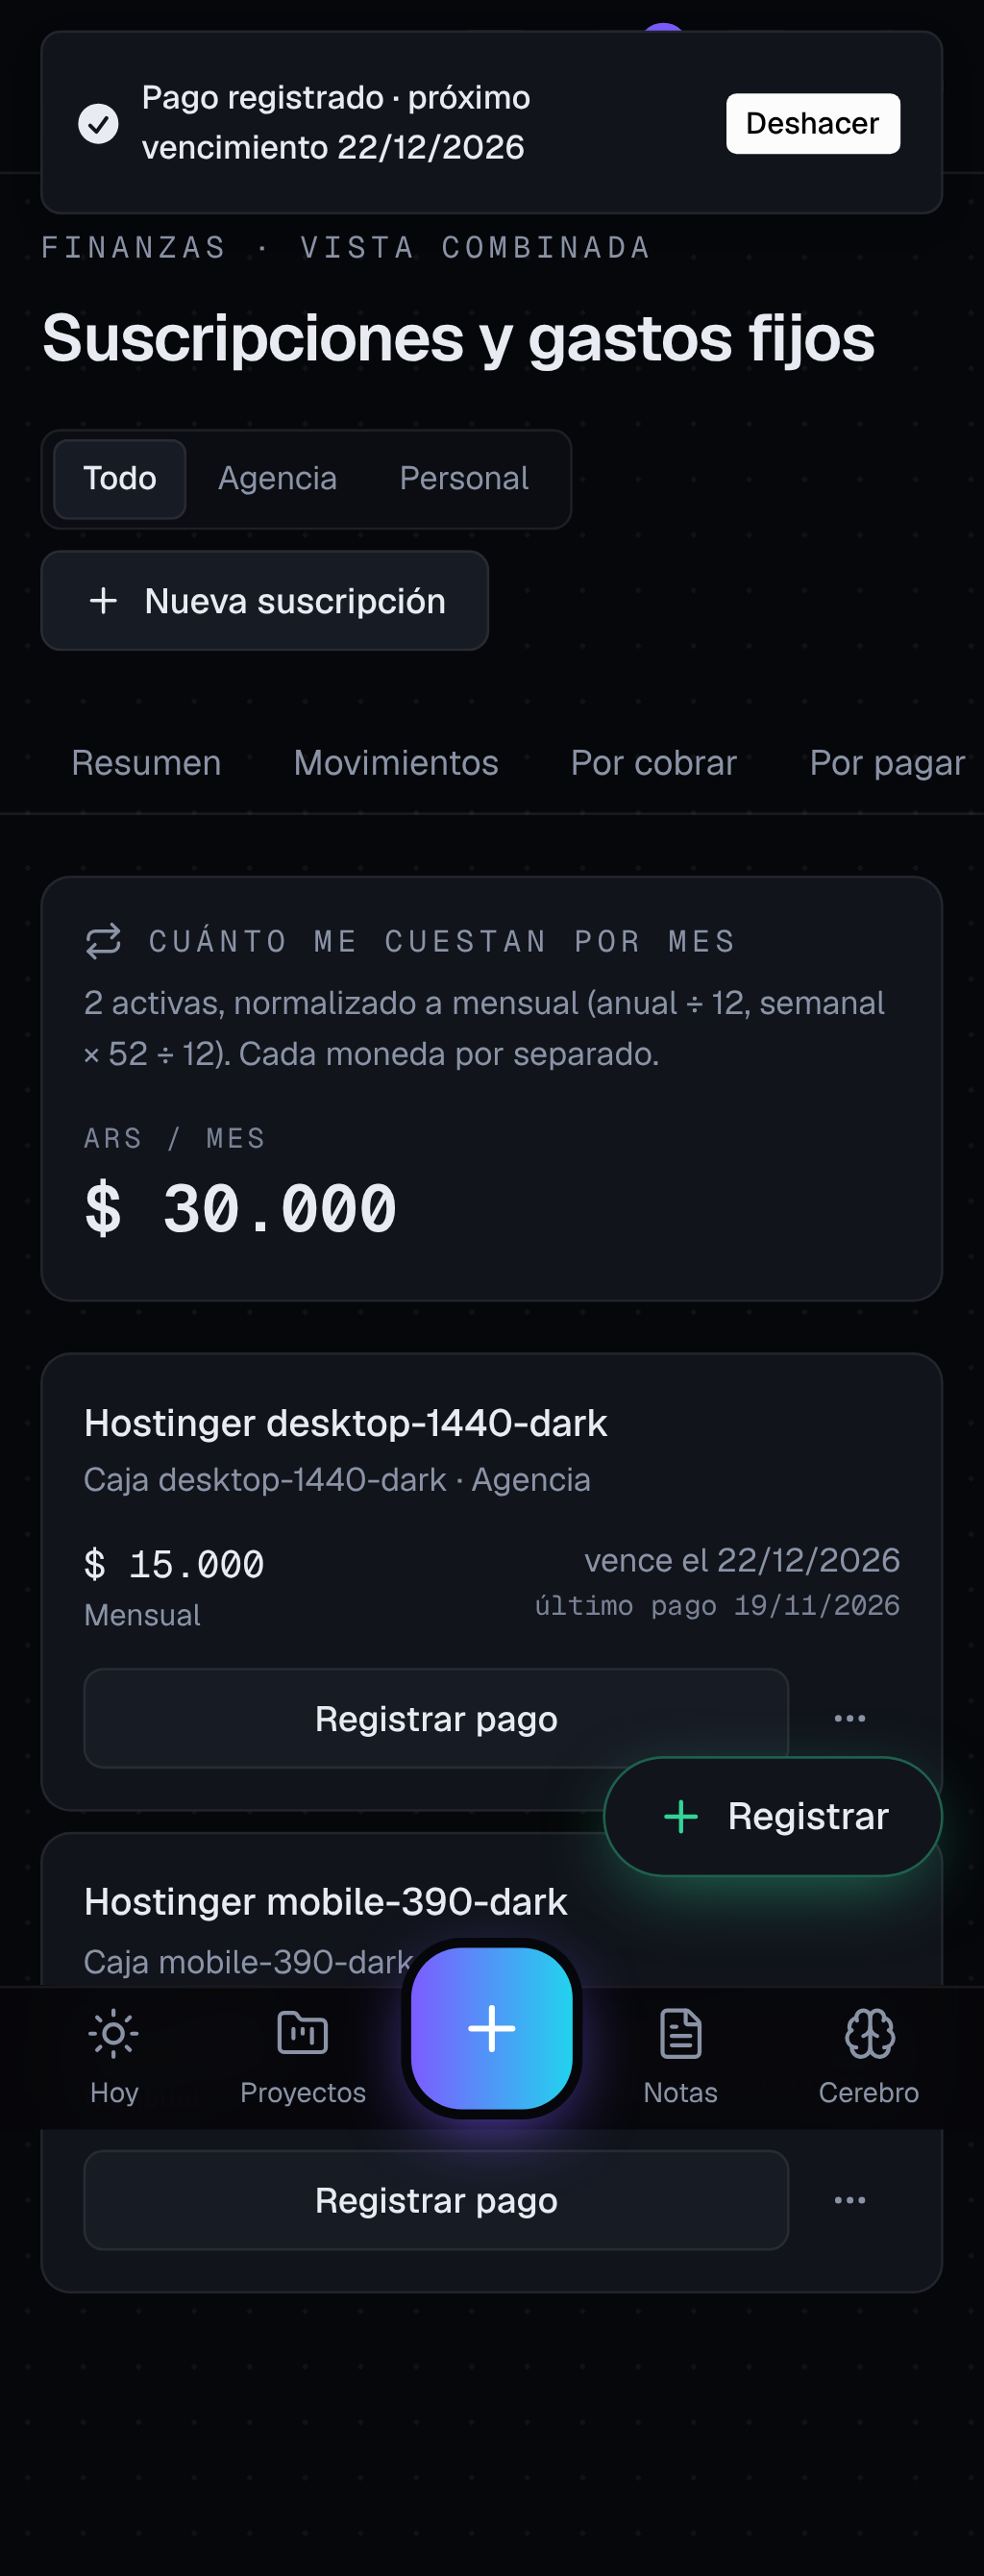 Pago registrado · próximo
vencimiento 22/12/2026
Deshacer
FINANZAS · VISTA COMBINADA
Suscripciones y gastos fijos
Todo
Agencia
Personal
+ Nueva suscripción
Resumen
Movimientos
Por cobrar
Por pagar
CUÁNTO ME CUESTAN POR MES
2 activas, normalizado a mensual (anual ÷ 12, semanal
× 52 ÷ 12). Cada moneda por separado.
ARS / MES
$ 30.000
Hostinger desktop-1440-dark
Caja desktop-1440-dark · Agencia
$ 15.000
vence el 22/12/2026
Mensual
último pago 19/11/2026
Registrar pago
+ Registrar
Hostinger mobile-390-dark
Caja mobile-390-dark
Hoy
Proyectos
Notas
Cerebro
Registrar pago